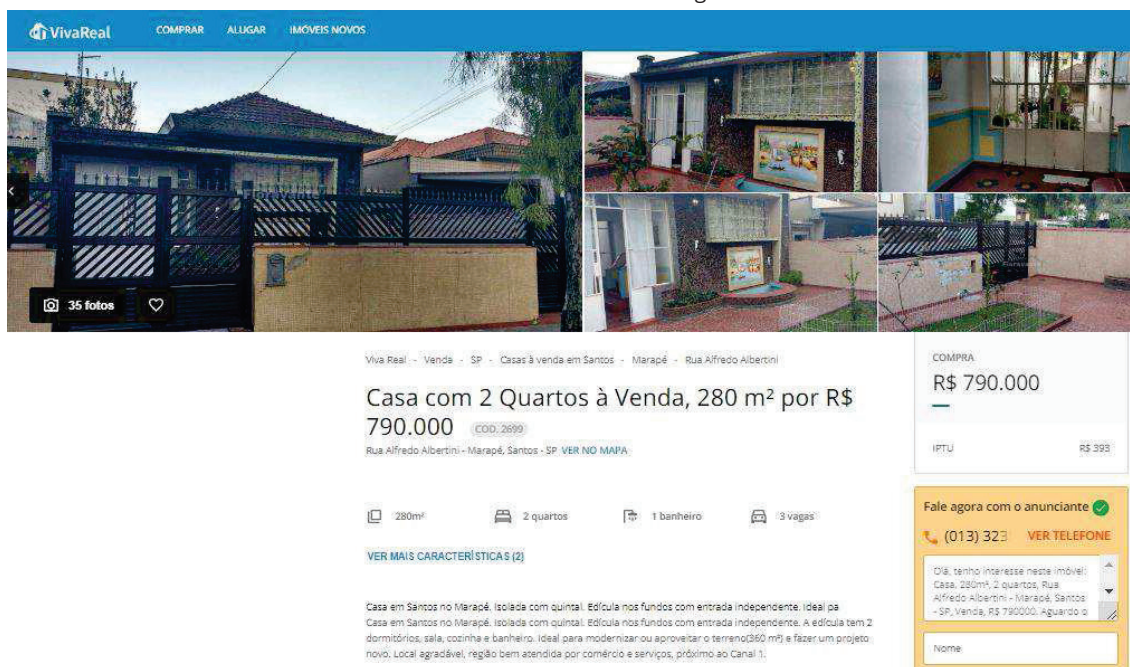 VivaReal COMPRAR ALUGAR IMÓVEIS NOVOS
35 fotos
Viva Real - Venda - SP - Casas à venda em Santos - Marapé - Rua Alfredo Albertini
Casa com 2 Quartos à Venda, 280 m² por R$
790.000 COD. 2699
Rua Alfredo Albertini - Marapé, Santos - SP VER NO MAPA
280m² 2 quartos 1 banheiro 3 vagas
VER MAIS CARACTERÍSTICAS (2)
Casa em Santos no Marapé. Isolada com quintal. Edícula nos fundos com entrada independente. Ideal pa
Casa em Santos no Marapé. Isolada com quintal. Edícula nos fundos com entrada independente. A edícula tem 2
dormitórios, sala, cozinha e banheiro. Ideal para modernizar ou aproveitar o terreno(360 m²) e fazer um projeto
novo. Local agradável, região bem atendida por comércio e serviços, próximo ao Canal 1.
COMPRA
R$ 790.000
IPTU R$ 393
Fale agora com o anunciante
(013) 323 VER TELEFONE
Olá, tenho interesse neste imóvel:
Casa, 280m², 2 quartos, Rua
Alfredo Albertini - Marapé, Santos
- SP, Venda, R$ 790000. Aguardo o
Nome